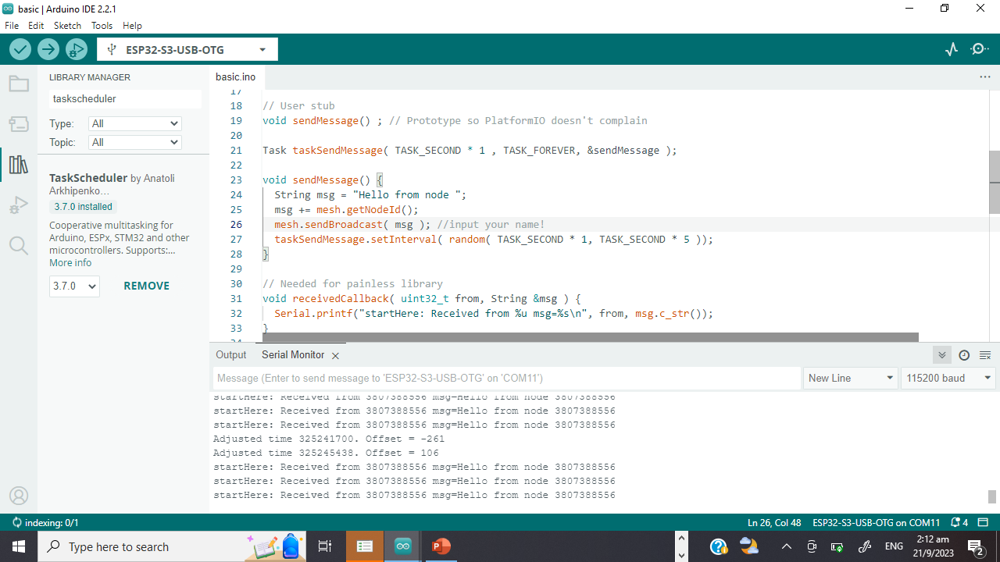 basic | Arduino IDE 2.2.1
File Edit Sketch Tools Help
ESP32-S3-USB-OTG
LIBRARY MANAGER
taskscheduler
Type: All
Topic: All
TaskScheduler by Anatoli
Arkhipenko...
3.7.0 installed
Cooperative multitasking for
Arduino, ESPx, STM32 and other
microcontrollers. Supports:...
More info
3.7.0 REMOVE
basic.ino
17
18 // User stub
19 void sendMessage() ; // Prototype so PlatformIO doesn't complain
20
21 Task taskSendMessage( TASK_SECOND * 1 , TASK_FOREVER, &sendMessage );
22
23 void sendMessage() {
24 String msg = "Hello from node ";
25 msg += mesh.getNodeId();
26 mesh.sendBroadcast( msg ); //input your name!
27 taskSendMessage.setInterval( random( TASK_SECOND * 1, TASK_SECOND * 5 ));
28 }
29
30 // Needed for painless library
31 void receivedCallback( uint32_t from, String &msg ) {
32 Serial.printf("startHere: Received from %u msg=%s\n", from, msg.c_str());
33 }
34
Output Serial Monitor
Message (Enter to send message to 'ESP32-S3-USB-OTG' on 'COM11')
New Line
115200 baud
startHere: Received from 3807388556 msg=Hello from node 3807388556
startHere: Received from 3807388556 msg=Hello from node 3807388556
startHere: Received from 3807388556 msg=Hello from node 3807388556
Adjusted time 325241700. Offset = -261
Adjusted time 325245438. Offset = 106
startHere: Received from 3807388556 msg=Hello from node 3807388556
startHere: Received from 3807388556 msg=Hello from node 3807388556
startHere: Received from 3807388556 msg=Hello from node 3807388556
indexing: 0/1
Ln 26, Col 48 ESP32-S3-USB-OTG on COM11 4
Type here to search
ENG
2:12 am
21/9/2023
2